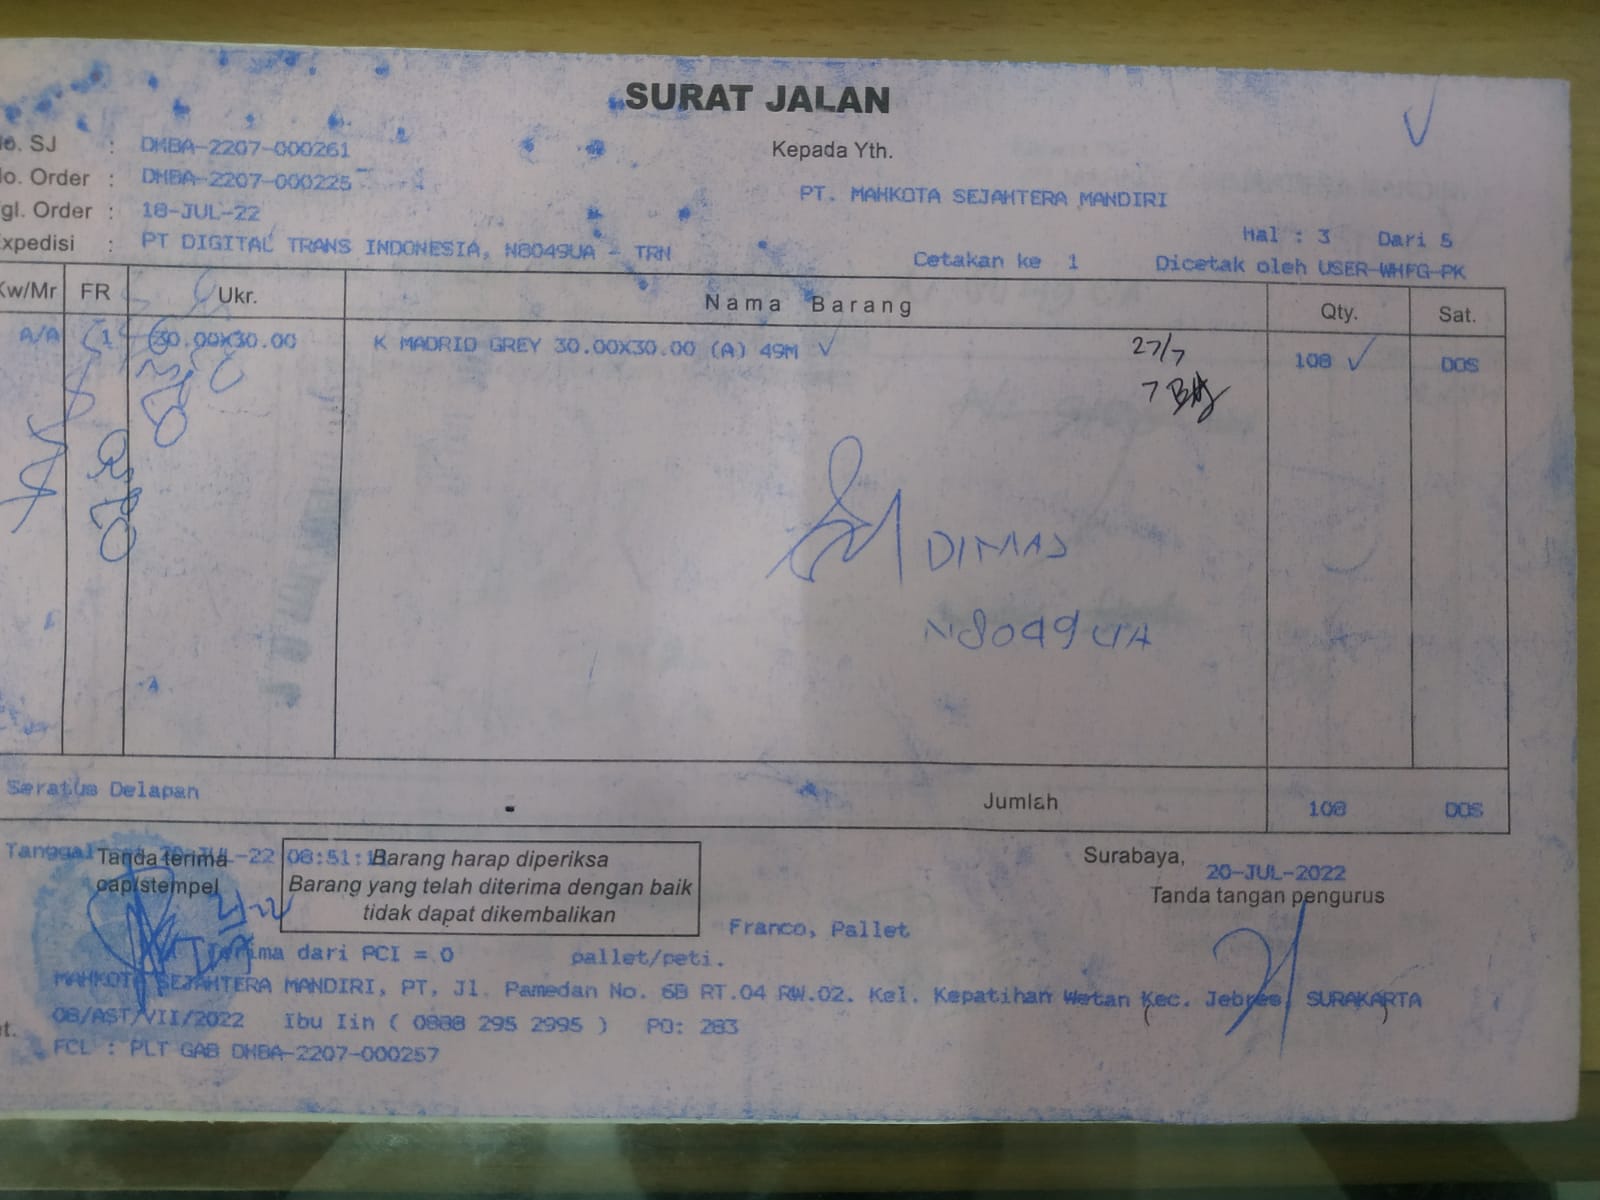 SURAT JALAN
o. SJ : DMBA-2207-000261
Kepada Yth.
o. Order : DMBA-2207-000225
PT. MAHKOTA SEJAHTERA MANDIRI
gl. Order : 18-JUL-22
Hal : 3 Dari 5
xpedisi : PT DIGITAL TRANS INDONESIA, N8049UA - TRN
Cetakan ke 1 Dicetak oleh USER-WHFG-PK
Kw/Mr FR Ukr. Nama Barang Qty. Sat.
A/A 1 30.00X30.00 K MADRID GREY 30.00X30.00 (A) 49M 108 DOS
27/7
DIMAS
N8049UA
Seratus Delapan Jumlah 108 DOS
Tanggal -22 08:51:1
Tanda terima
cap/stempel
Barang harap diperiksa
Barang yang telah diterima dengan baik
tidak dapat dikembalikan
Surabaya, 20-JUL-2022
Tanda tangan pengurus
Franco, Pallet
Terima dari PCI = 0 pallet/peti.
MAHKOTA SEJAHTERA MANDIRI, PT. Jl. Pamedan No. 6B RT.04 RW.02. Kel. Kepatihan Wetan Kec. Jebres, SURAKARTA
08/AST/VII/2022 Ibu Iin ( 0888 295 2995 ) PO: 283
t.
FCL : PLT GAB DMBA-2207-000257